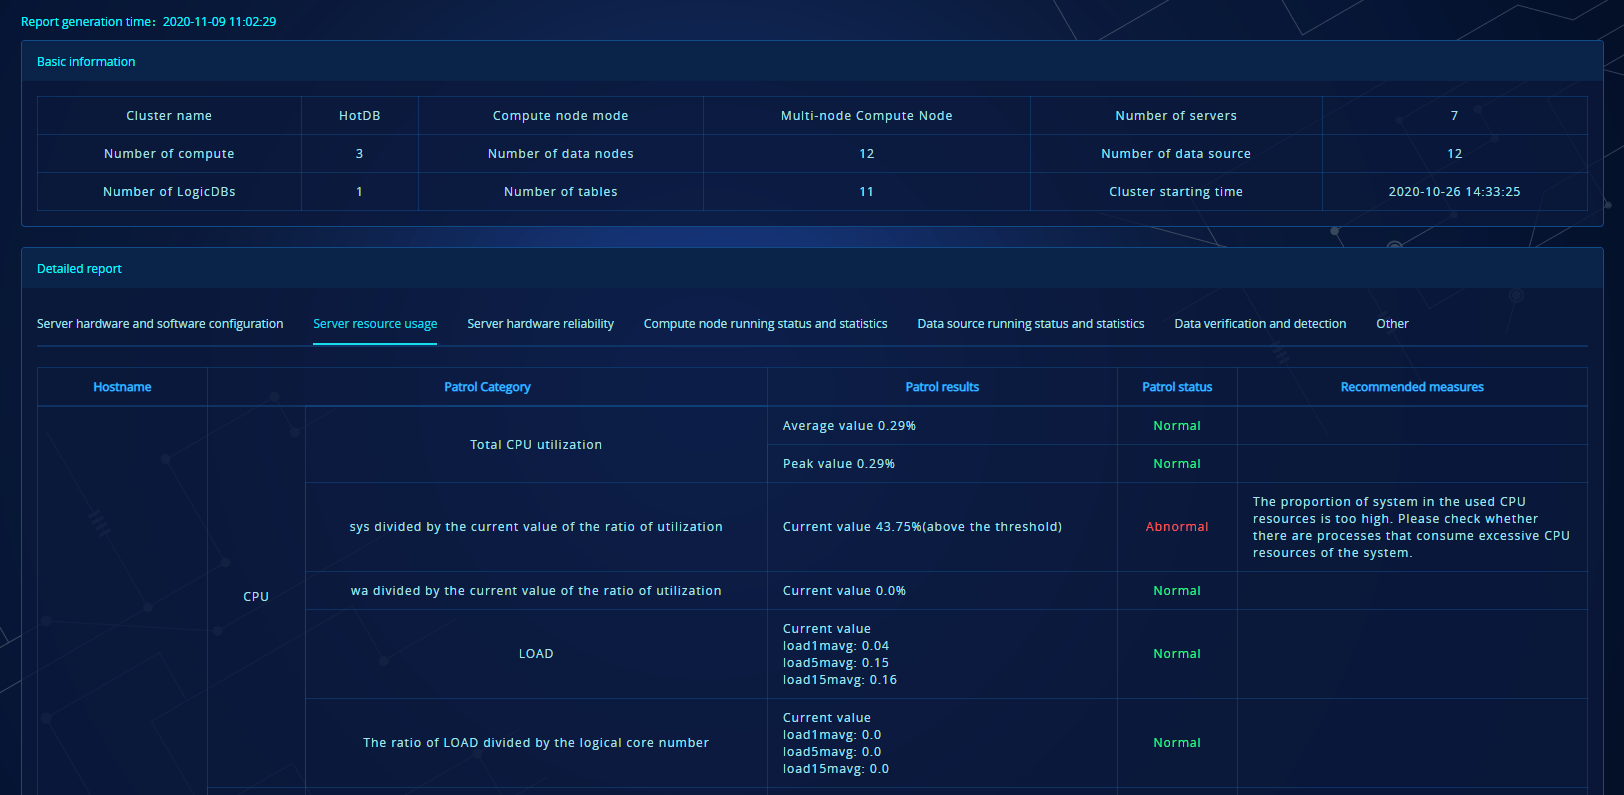 Report generation time： 2020-11-09 11:02:29
Basic information
Cluster name HotDB Compute node mode Multi-node Compute Node Number of servers 7
Number of compute 3 Number of data nodes 12 Number of data source 12
Number of LogicDBs 1 Number of tables 11 Cluster starting time 2020-10-26 14:33:25
Detailed report
Server hardware and software configuration Server resource usage Server hardware reliability Compute node running status and statistics Data source running status and statistics Data verification and detection Other
Hostname Patrol Category Patrol results Patrol status Recommended measures
CPU
Total CPU utilization
Average value 0.29% Normal
Peak value 0.29% Normal
sys divided by the current value of the ratio of utilization Current value 43.75%(above the threshold) Abnormal
The proportion of system in the used CPU
resources is too high. Please check whether
there are processes that consume excessive CPU
resources of the system.
wa divided by the current value of the ratio of utilization Current value 0.0% Normal
LOAD
Current value
load1mavg: 0.04
load5mavg: 0.15
load15mavg: 0.16
Normal
The ratio of LOAD divided by the logical core number
Current value
load1mavg: 0.0
load5mavg: 0.0
load15mavg: 0.0
Normal